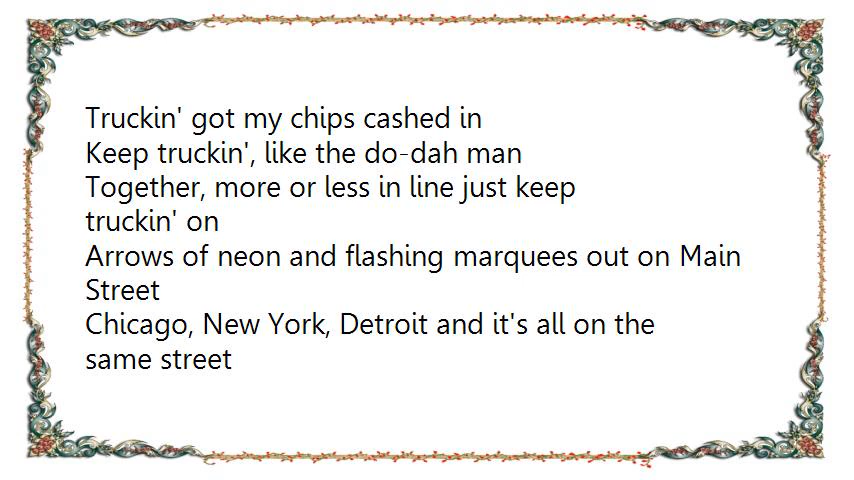 Truckin' got my chips cashed in
Keep truckin', like the do-dah man
Together, more or less in line just keep
truckin' on
Arrows of neon and flashing marquees out on Main
Street
Chicago, New York, Detroit and it's all on the
same street